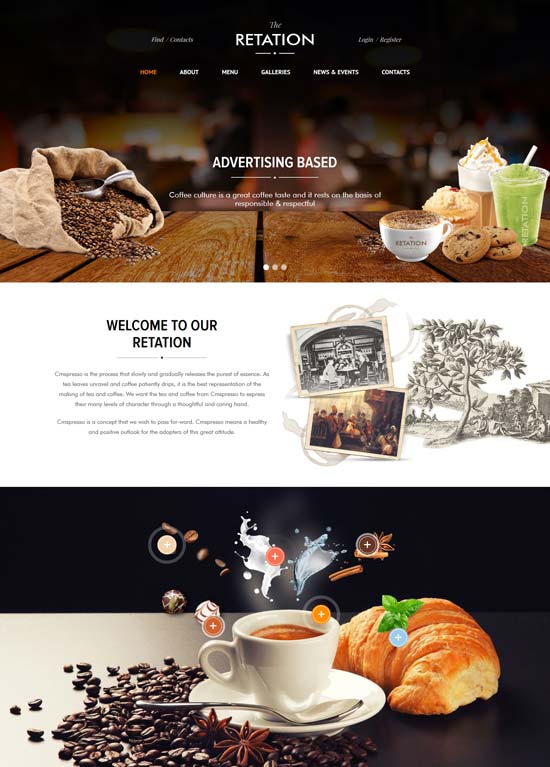 The
Find / Contacts
RETATION
Login / Register
HOME ABOUT MENU GALLERIES NEWS & EVENTS CONTACTS
ADVERTISING BASED
Coffee culture is a great coffee taste and it rests on the basis of
responsible & respectful
The
RETATION
RETATION
WELCOME TO OUR
RETATION
Cmspresso is the process that slowly and gradually releases the purest of essence. As
tea leaves unravel and coffee patiently drips, it is the best representation of the
making of tea and coffee. We want the tea and coffee from Cmspresso to express
their many levels of character through a thoughtful and caring hand.
Cmspresso is a concept that we wish to pass for-ward. Cmspresso means a healthy
and positive outlook for the adopters of this great attitude.